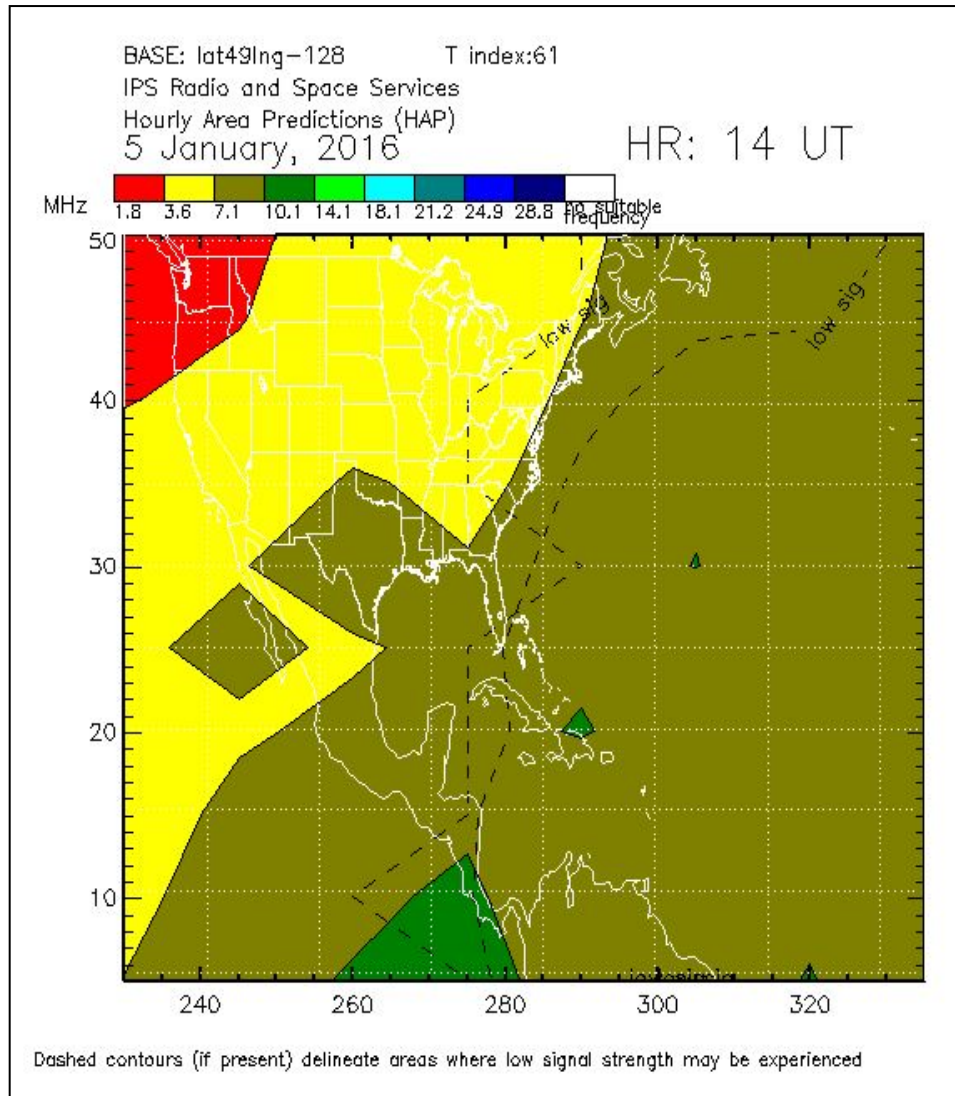 BASE: lat49lng-128 T index:61
IPS Radio and Space Services
Hourly Area Predictions (HAP)
5 January, 2016 HR: 14 UT
MHz 1.8 3.6 7.1 10.1 14.1 18.1 21.2 24.9 28.8 no suitable
frequency
50
low sig
low sig
40
30
20
10
240 260 280 300 320
Dashed contours (if present) delineate areas where low signal strength may be experienced